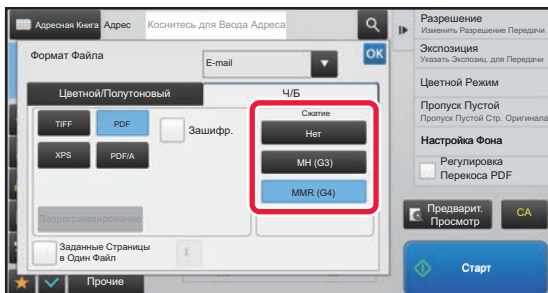 Адресная Книга
Адрес
Коснитесь для Ввода Адреса
Формат Файла
E-mail
OK
Цветной/Полутоновый
Ч/Б
TIFF
PDF
Зашифр.
XPS
PDF/A
Сжатие
Нет
MH (G3)
MMR (G4)
Запрограммированно
Заданные Страницы
в Один Файл
1
Прочие
Разрешение
Изменить Разрешение Передачи
Экспозиция
Указать Экспозиц. для Передачи
Цветной Режим
Пропуск Пустой
Пропуск Пустой Стр. Оригинала
Настройка Фона
Регулировка
Перекоса PDF
Предварит.
Просмотр
CA
Старт